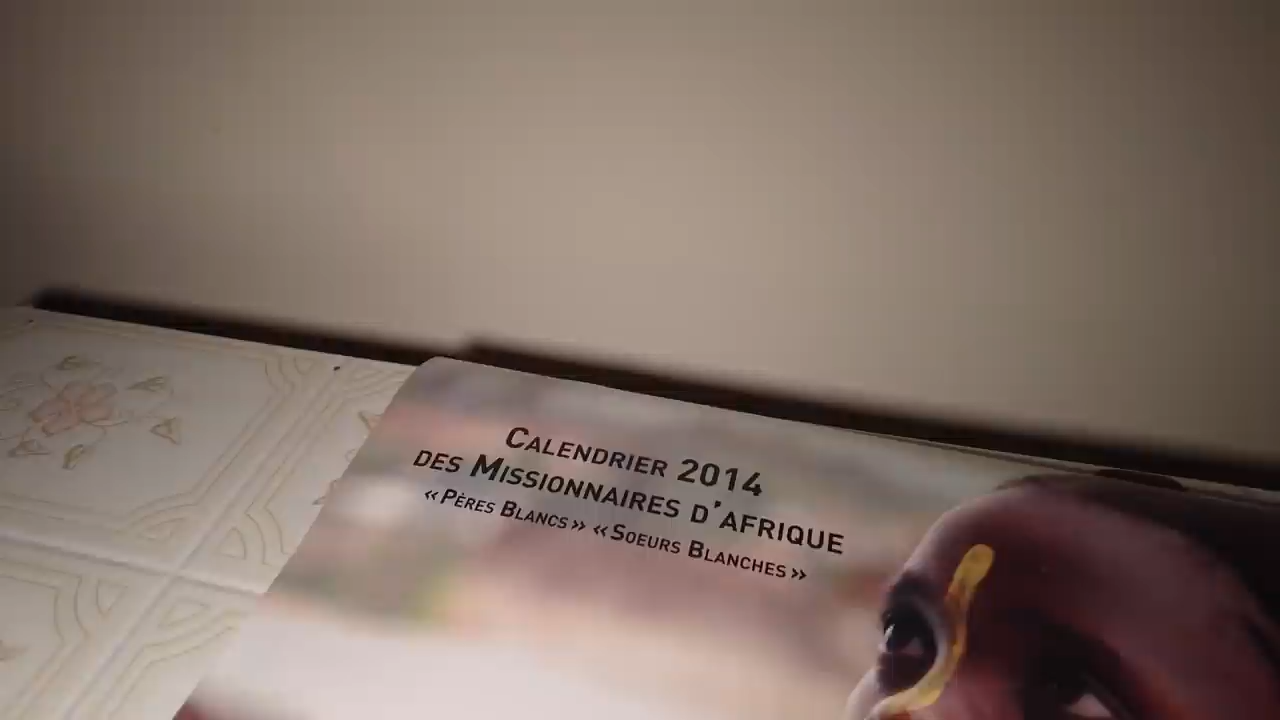 Calendrier 2014
des Missionnaires d'Afrique
«Pères Blancs» «Soeurs Blanches»